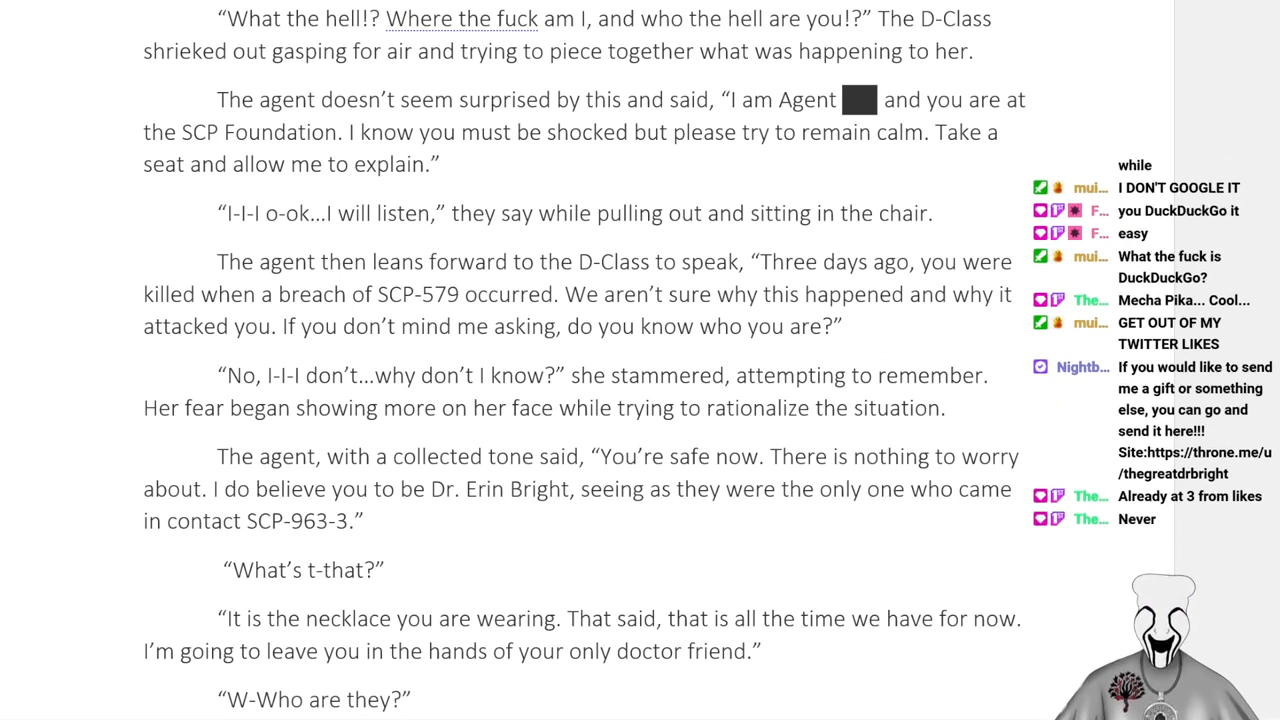 “What the hell!? Where the fuck am I, and who the hell are you!?” The D-Class
shrieked out gasping for air and trying to piece together what was happening to her.
The agent doesn’t seem surprised by this and said, “I am Agent and you are at
the SCP Foundation. I know you must be shocked but please try to remain calm. Take a
seat and allow me to explain.”
“I-I-I o-ok...I will listen,” they say while pulling out and sitting in the chair.
The agent then leans forward to the D-Class to speak, “Three days ago, you were
killed when a breach of SCP-579 occurred. We aren’t sure why this happened and why it
attacked you. If you don’t mind me asking, do you know who you are?”
“No, I-I-I don’t...why don’t I know?” she stammered, attempting to remember.
Her fear began showing more on her face while trying to rationalize the situation.
The agent, with a collected tone said, “You’re safe now. There is nothing to worry
about. I do believe you to be Dr. Erin Bright, seeing as they were the only one who came
in contact SCP-963-3.”
“What’s t-that?”
“It is the necklace you are wearing. That said, that is all the time we have for now.
I’m going to leave you in the hands of your only doctor friend.”
“W-Who are they?”
while
mui... I DON'T GOOGLE IT
F... you DuckDuckGo it
F... easy
mui... What the fuck is
DuckDuckGo?
The... Mecha Pika... Cool...
mui... GET OUT OF MY
TWITTER LIKES
Nightb... If you would like to send
me a gift or something
else, you can go and
send it here!!!
Site:https://throne.me/u
/thegreatdrbright
The... Already at 3 from likes
The... Never